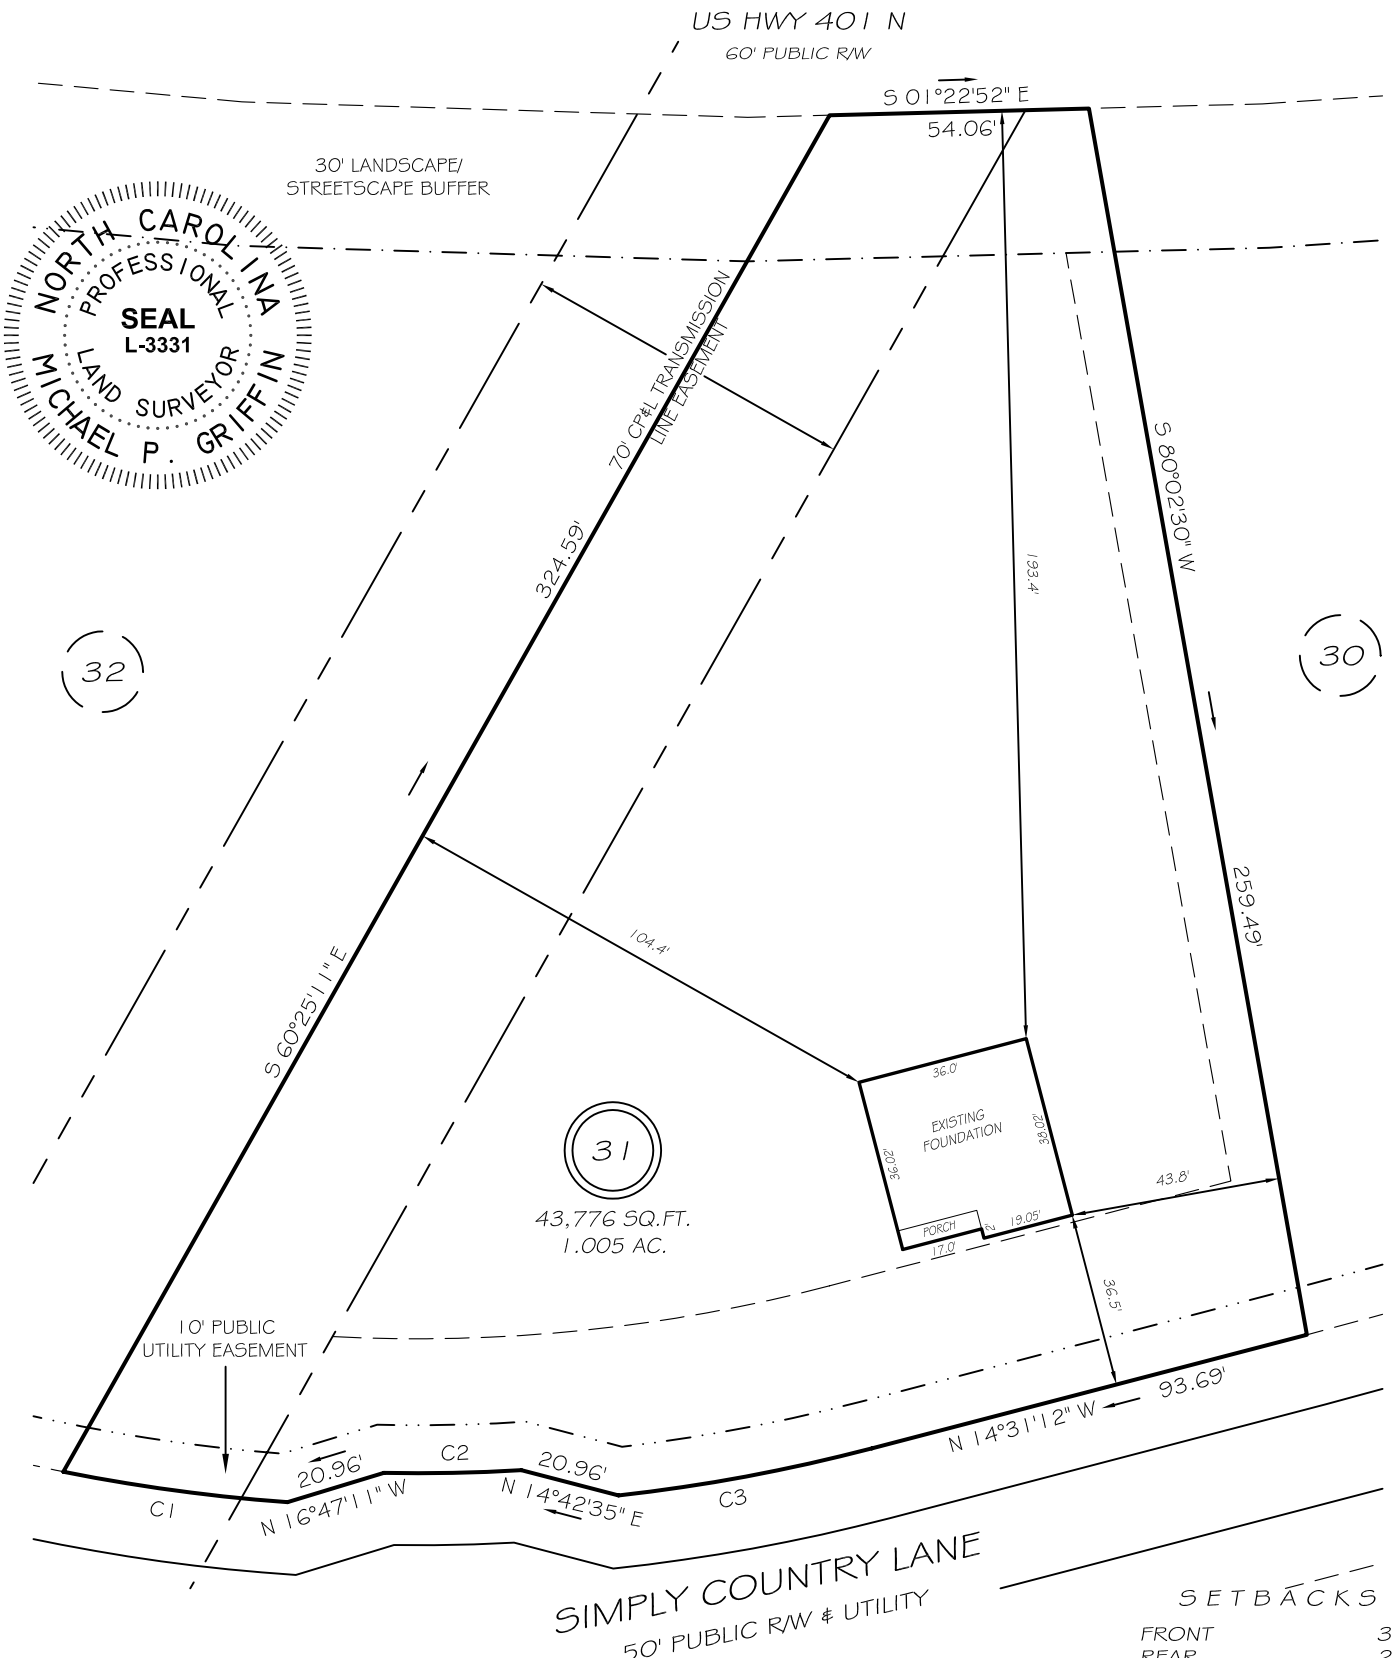 US HWY 401 N
60' PUBLIC R/W
S 01°22'52" E
54.06'
30' LANDSCAPE/
STREETSCAPE BUFFER
NORTH CAROLINA
PROFESSIONAL
SEAL
L-3331
LAND SURVEYOR
MICHAEL P. GRIFFIN
70' CP&L TRANSMISSION
LINE EASEMENT
S 80°02'30" W
324.59'
193.4'
32
30
259.49'
104.4'
S 60°25'11" E
36.0'
EXISTING
FOUNDATION
38.02'
36.02'
31
43,776 SQ.FT.
1.005 AC.
43.8'
PORCH
2'
19.05'
17.0'
36.5'
10' PUBLIC
UTILITY EASEMENT
93.69'
N 14°31'12" W
C2
20.96'
20.96'
C1
N 16°47'11" W
N 14°42'35" E
C3
SIMPLY COUNTRY LANE
50' PUBLIC R/W & UTILITY
SETBACKS
FRONT 3
REAR